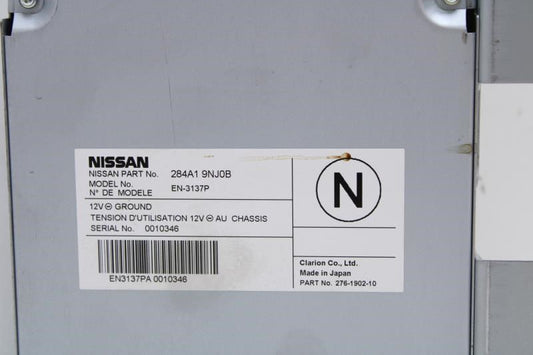 NISSAN
NISSAN PART No. 284A1 9NJ0B
MODEL No.
N° DE MODELE EN-3137P
12V ⊖ GROUND
TENSION D'UTILISATION 12V ⊖ AU CHASSIS
SERIAL No. 0010346
EN3137PA 0010346
N
Clarion Co., Ltd.
Made in Japan
PART No. 276-1902-10